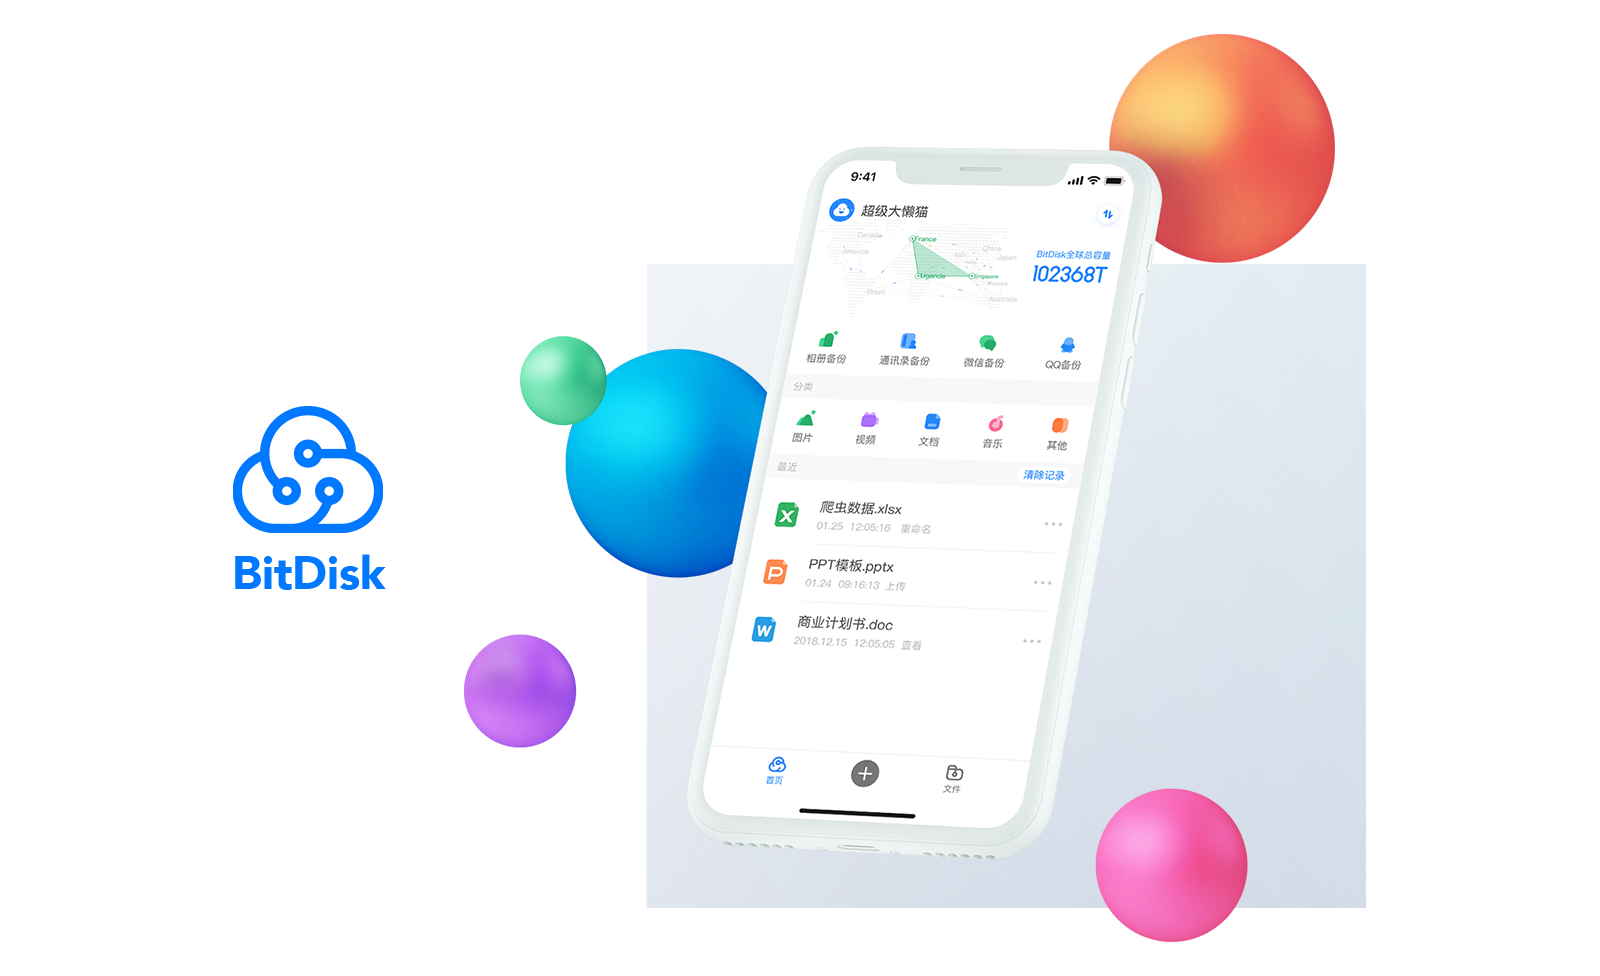 BitDisk
9:41
超级大懒猫
Canada
France
China
America
Iran
Japan
India
Uganda
Singapore
Brazil
Australia
BitDisk全球总容量
102368T
相册备份
通讯录备份
微信备份
QQ备份
分类
图片
视频
文档
音乐
其他
最近
清除记录
爬虫数据.xlsx
01.25 12:05:16 重命名
PPT模板.pptx
01.24 09:16:13 上传
商业计划书.doc
2018.12.15 12:05:05 查看
首页
文件